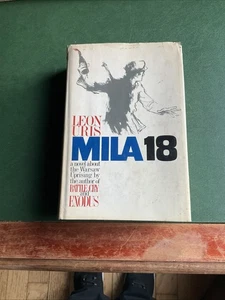 LEON
URIS
MILA 18
a novel about
the Warsaw
Uprising by
the author of
BATTLE CRY
and
EXODUS